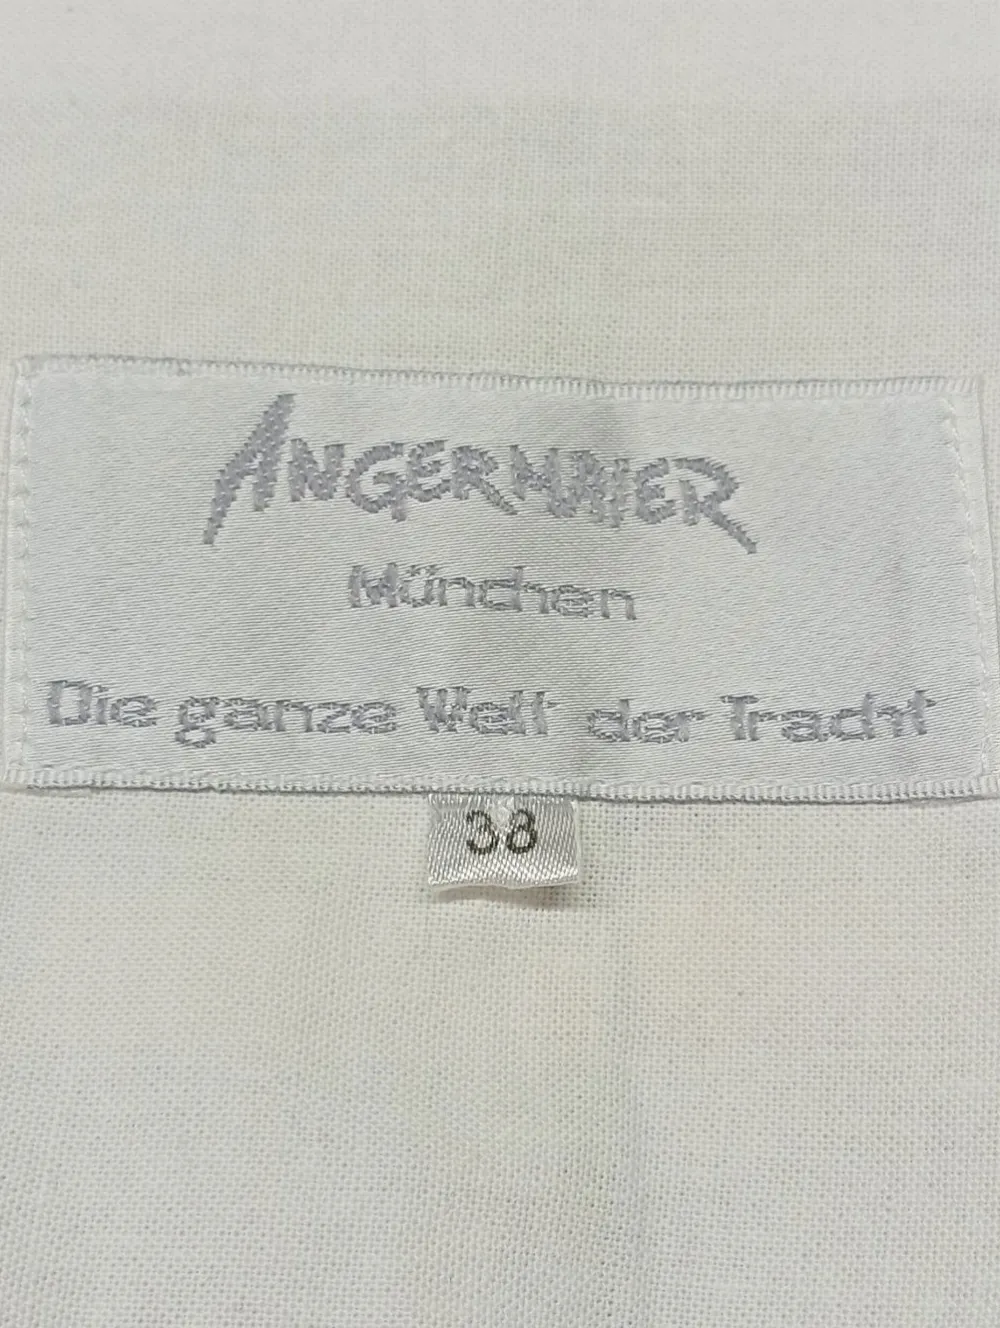 ANGERMAIER
München
Die ganze Welt der Tracht
38